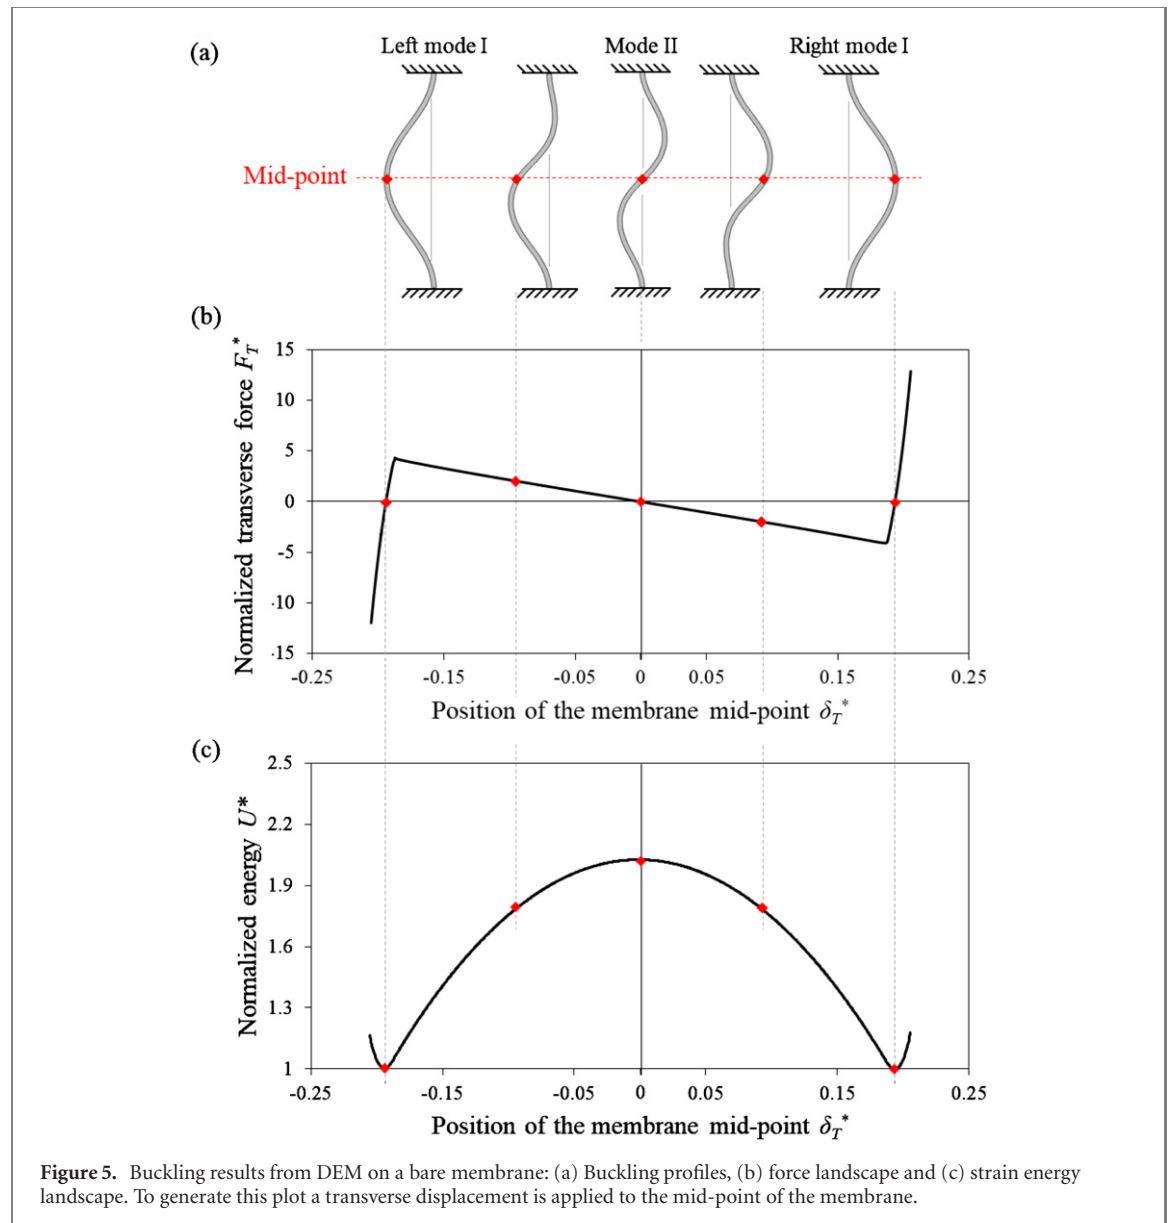 (a)
Left mode I
Mode II
Right mode I
Mid-point
(b)
Normalized transverse force F_T*
15
10
5
0
-5
·10
·15
-0.25
-0.15
-0.05
0
0.05
0.15
0.25
Position of the membrane mid-point δ_T*
(c)
Normalized energy U*
2.5
2.2
1.9
1.6
1.3
1
-0.25
-0.15
-0.05
0
0.05
0.15
0.25
Position of the membrane mid-point δ_T*
Figure 5. Buckling results from DEM on a bare membrane: (a) Buckling profiles, (b) force landscape and (c) strain energy
landscape. To generate this plot a transverse displacement is applied to the mid-point of the membrane.